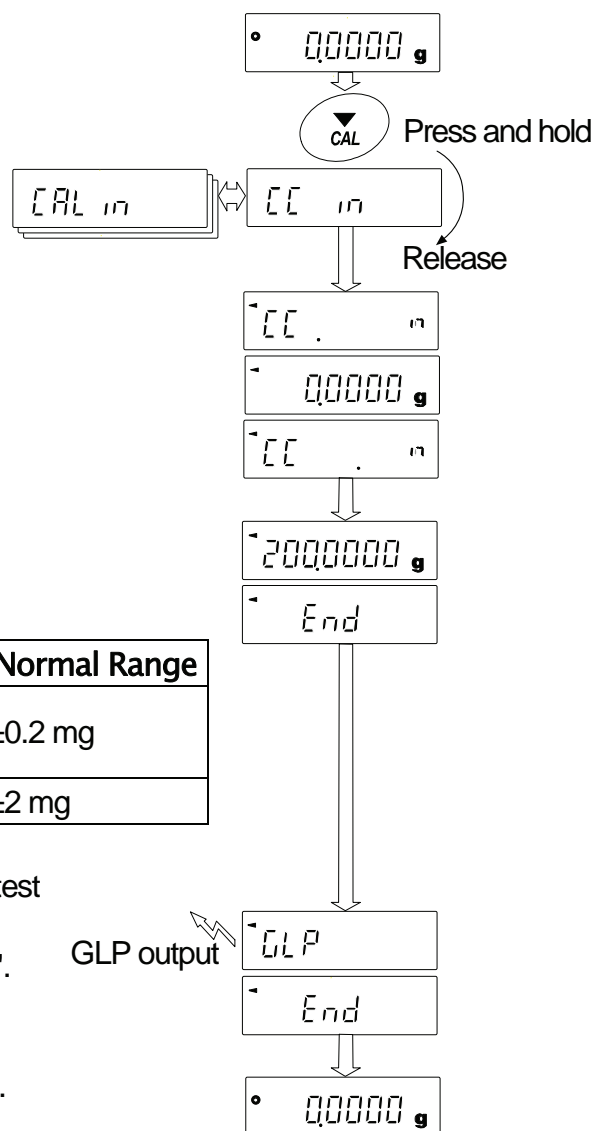 0.0000 g
CAL
Press and hold
CAL in
CC in
Release
CC . in
0.0000 g
CC . in
200.0000 g
End
Normal Range
±0.2 mg
±2 mg
test
GLP output
GLP
".
End
.
0.0000 g